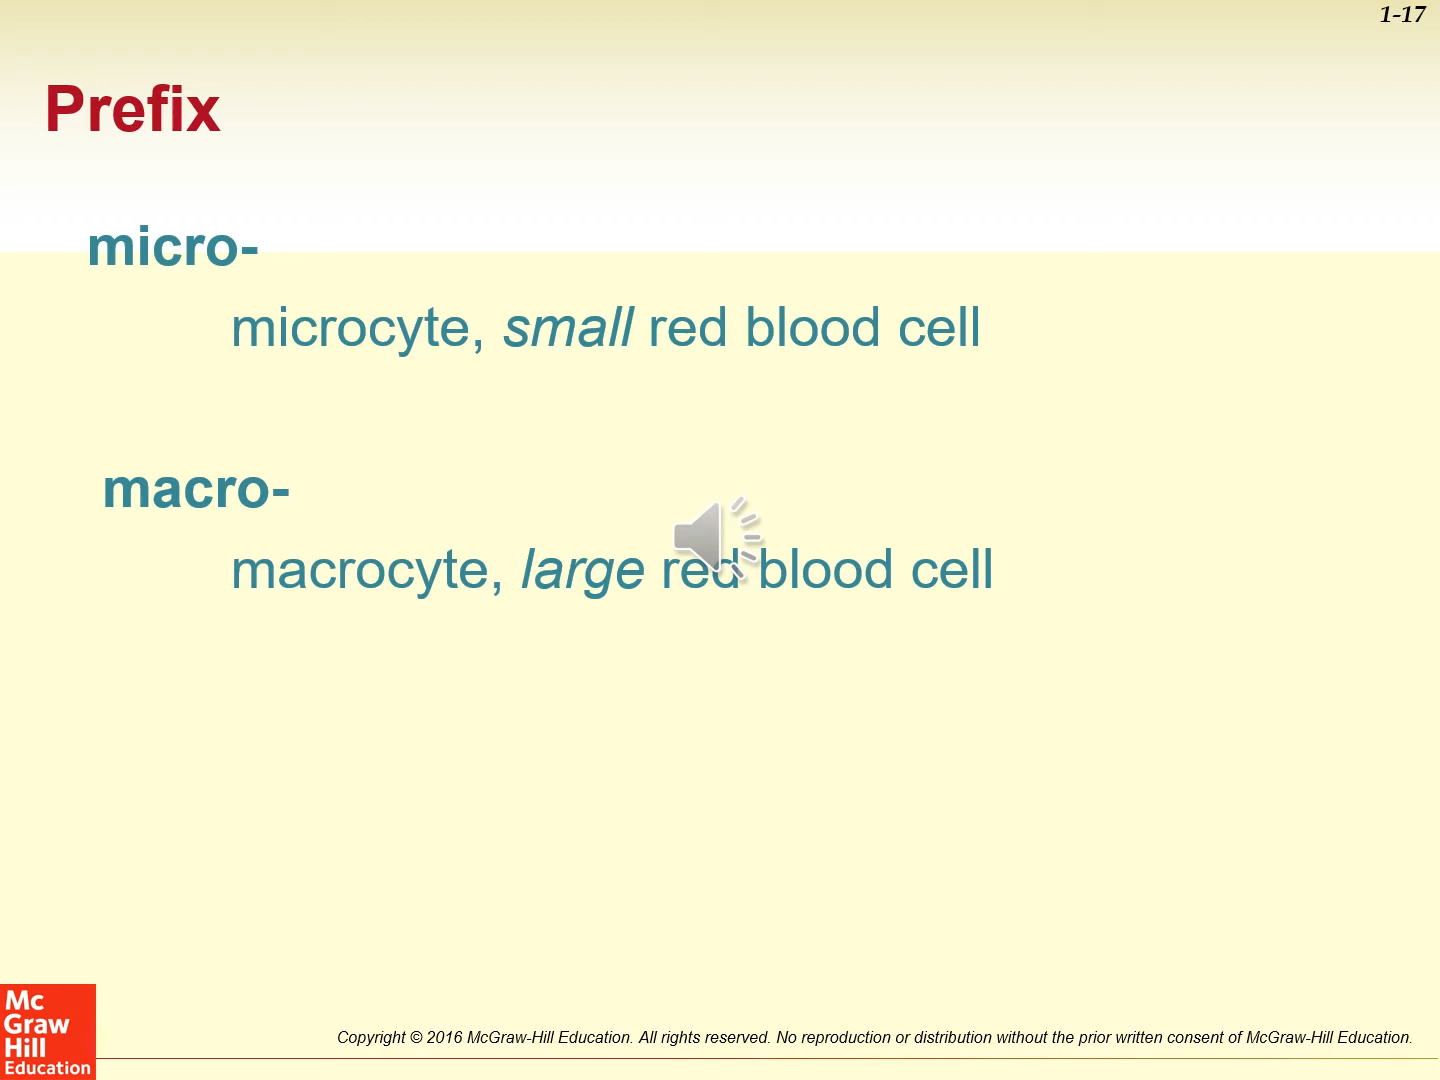 1-17
Prefix
micro-
microcyte, small red blood cell
macro-
macrocyte, large red blood cell
Mc
Graw
Hill
Education
Copyright © 2016 McGraw-Hill Education. All rights reserved. No reproduction or distribution without the prior written consent of McGraw-Hill Education.